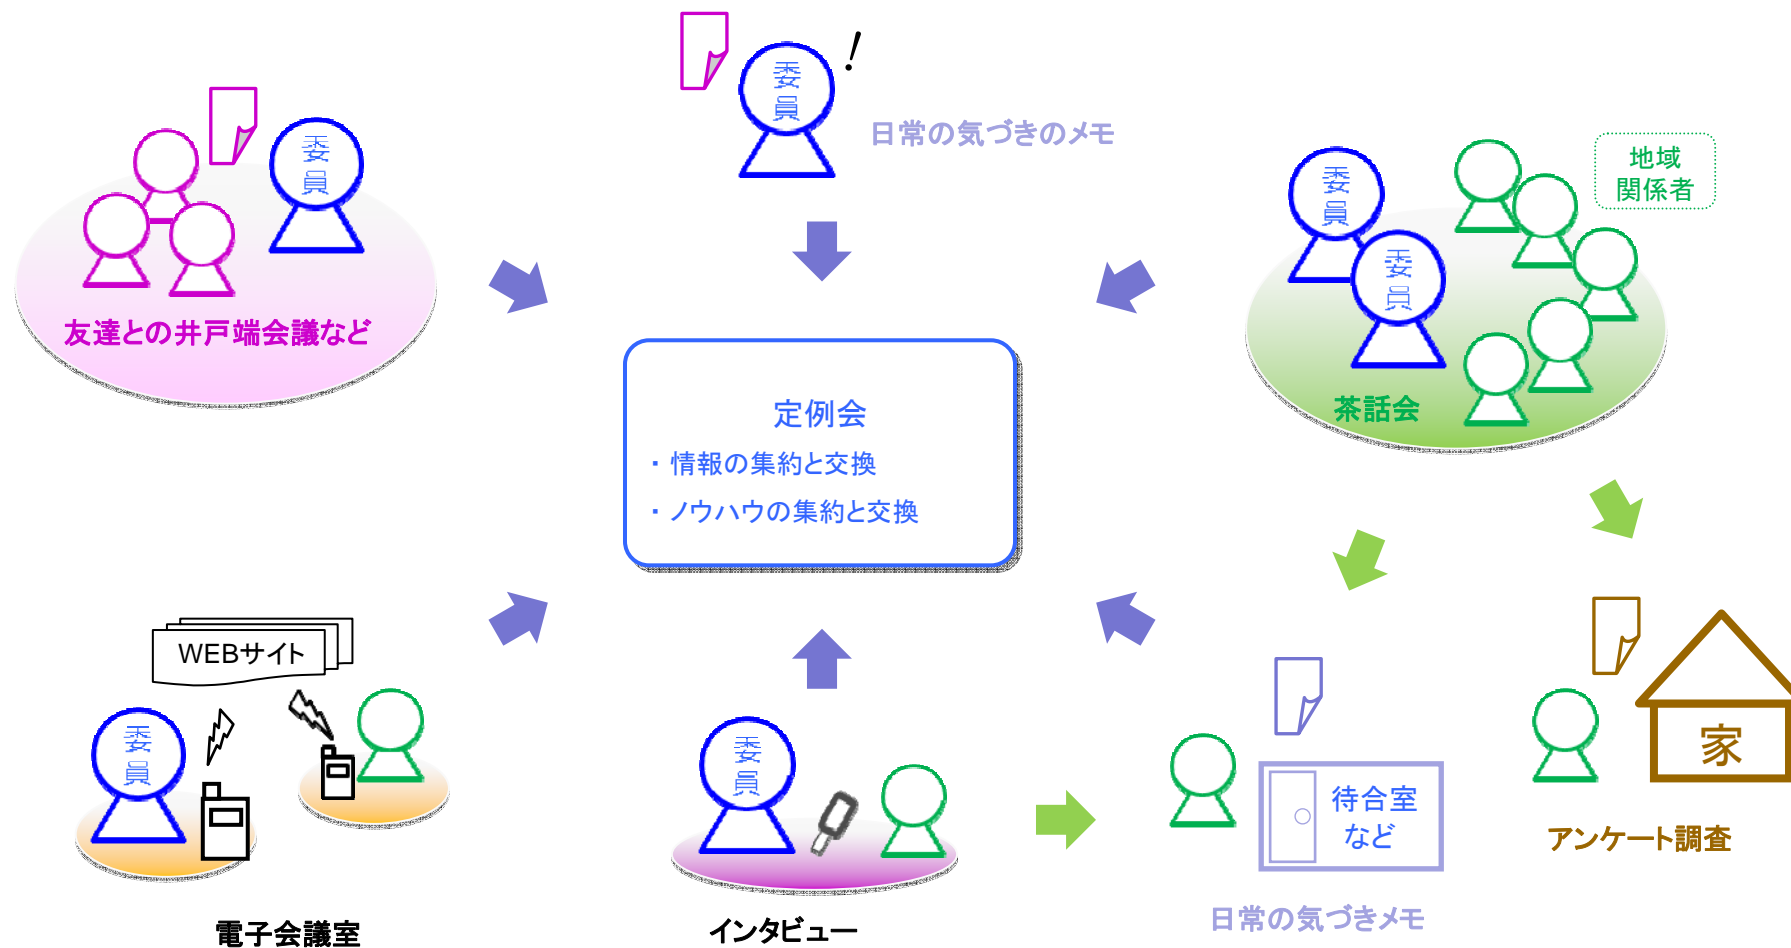 委
員
!
日常の気づきのメモ
委
員
友達との井戸端会議など
委
員
委
員
地域
関係者
茶話会
定例会
・ 情報の集約と交換
・ ノウハウの集約と交換
WEBサイト
委
員
電子会議室
委
員
インタビュー
待合室
など
日常の気づきメモ
家
アンケート調査